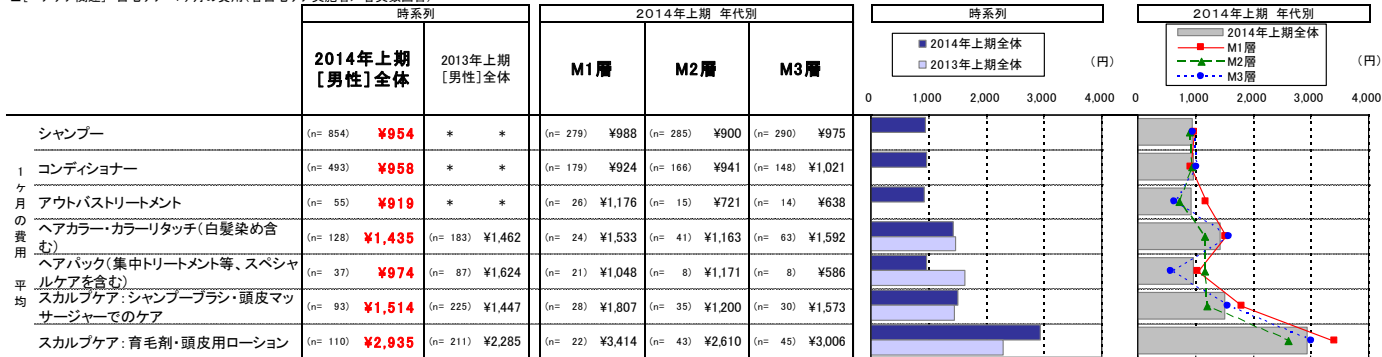 時系列
2014年上期 年代別
時系列
2014年上期 年代別
2014年上期
[男性]全体
2013年上期
[男性]全体
M1層
M2層
M3層
2014年上期全体
2013年上期全体
(円)
2014年上期全体
M1層
M2層
M3層
(円)
0 1,000 2,000 3,000 4,000
0 1,000 2,000 3,000 4,000
1ヶ月の費用 平均
シャンプー (n= 854) ¥954 * * (n= 279) ¥988 (n= 285) ¥900 (n= 290) ¥975
コンディショナー (n= 493) ¥958 * * (n= 179) ¥924 (n= 166) ¥941 (n= 148) ¥1,021
アウトバストリートメント (n= 55) ¥919 * * (n= 26) ¥1,176 (n= 15) ¥721 (n= 14) ¥638
ヘアカラー・カラーリタッチ(白髪染め含
む) (n= 128) ¥1,435 (n= 183) ¥1,462 (n= 24) ¥1,533 (n= 41) ¥1,163 (n= 63) ¥1,592
ヘアパック(集中トリートメント等、スペシャ
ルケアを含む) (n= 37) ¥974 (n= 87) ¥1,624 (n= 21) ¥1,048 (n= 8) ¥1,171 (n= 8) ¥586
スカルプケア:シャンプーブラシ・頭皮マッ
サージャーでのケア (n= 93) ¥1,514 (n= 225) ¥1,447 (n= 28) ¥1,807 (n= 35) ¥1,200 (n= 30) ¥1,573
スカルプケア:育毛剤・頭皮用ローション (n= 110) ¥2,935 (n= 211) ¥2,285 (n= 22) ¥3,414 (n= 43) ¥2,610 (n= 45) ¥3,006